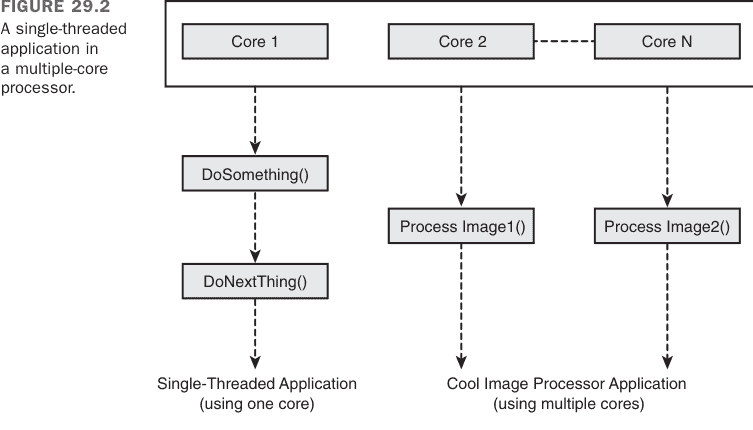 FIGURE 29.2
A single-threaded
application in
a multiple-core
processor.
Core 1
Core 2
Core N
DoSomething()
Process Image1()
Process Image2()
DoNextThing()
Single-Threaded Application
(using one core)
Cool Image Processor Application
(using multiple cores)